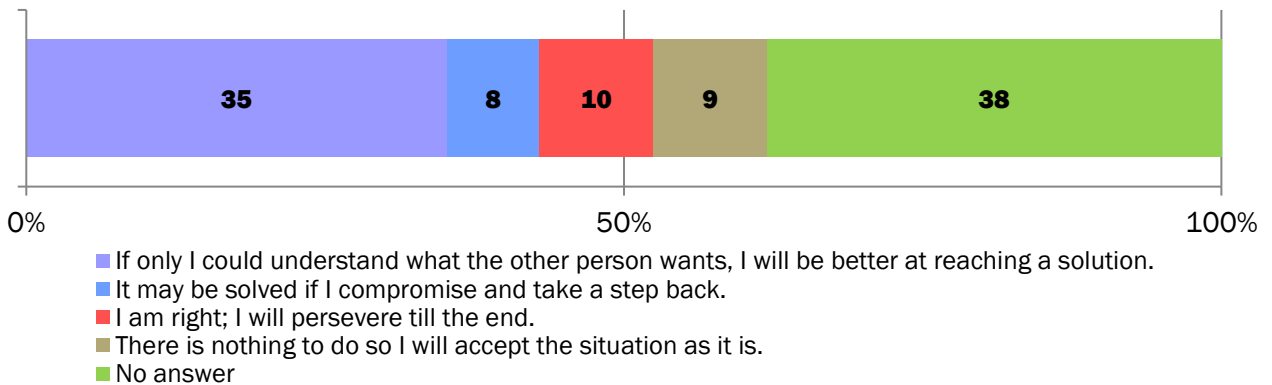 35 8 10 9 38
0% 50% 100%
If only I could understand what the other person wants, I will be better at reaching a solution.
It may be solved if I compromise and take a step back.
I am right; I will persevere till the end.
There is nothing to do so I will accept the situation as it is.
No answer